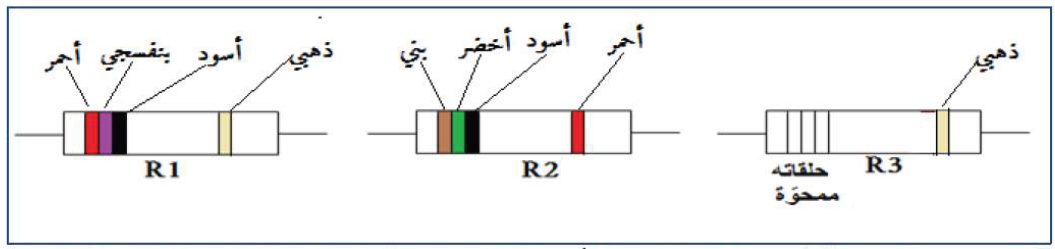 أحمر بنفسجي أسود ذهبي
بني أخضر أسود أحمر
ذهبي
R1
R2
R3
حلقاته
ممحوّة